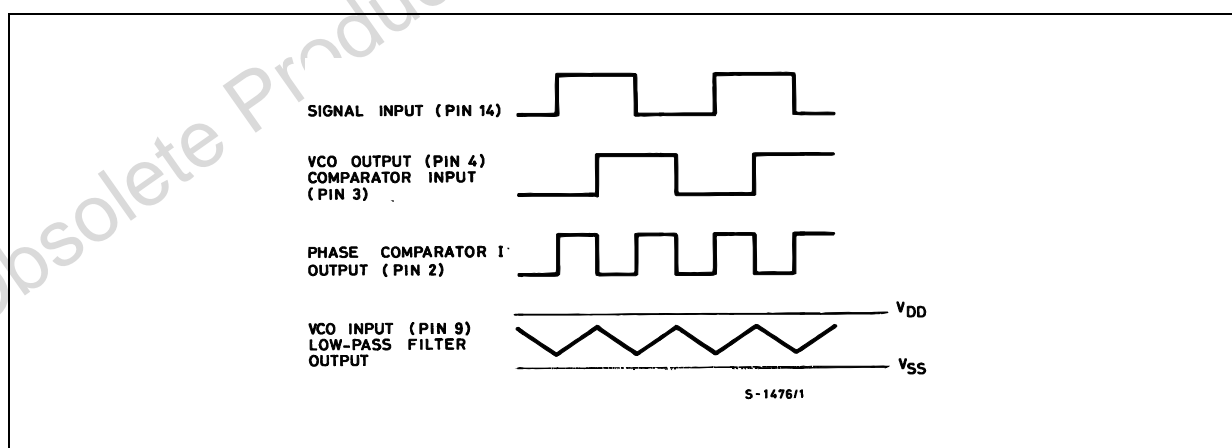 obsolete Product
SIGNAL INPUT (PIN 14)
VCO OUTPUT (PIN 4)
COMPARATOR INPUT
(PIN 3)
PHASE COMPARATOR I
OUTPUT (PIN 2)
VCO INPUT (PIN 9)
LOW-PASS FILTER
OUTPUT
VDD
VSS
S-1476/1